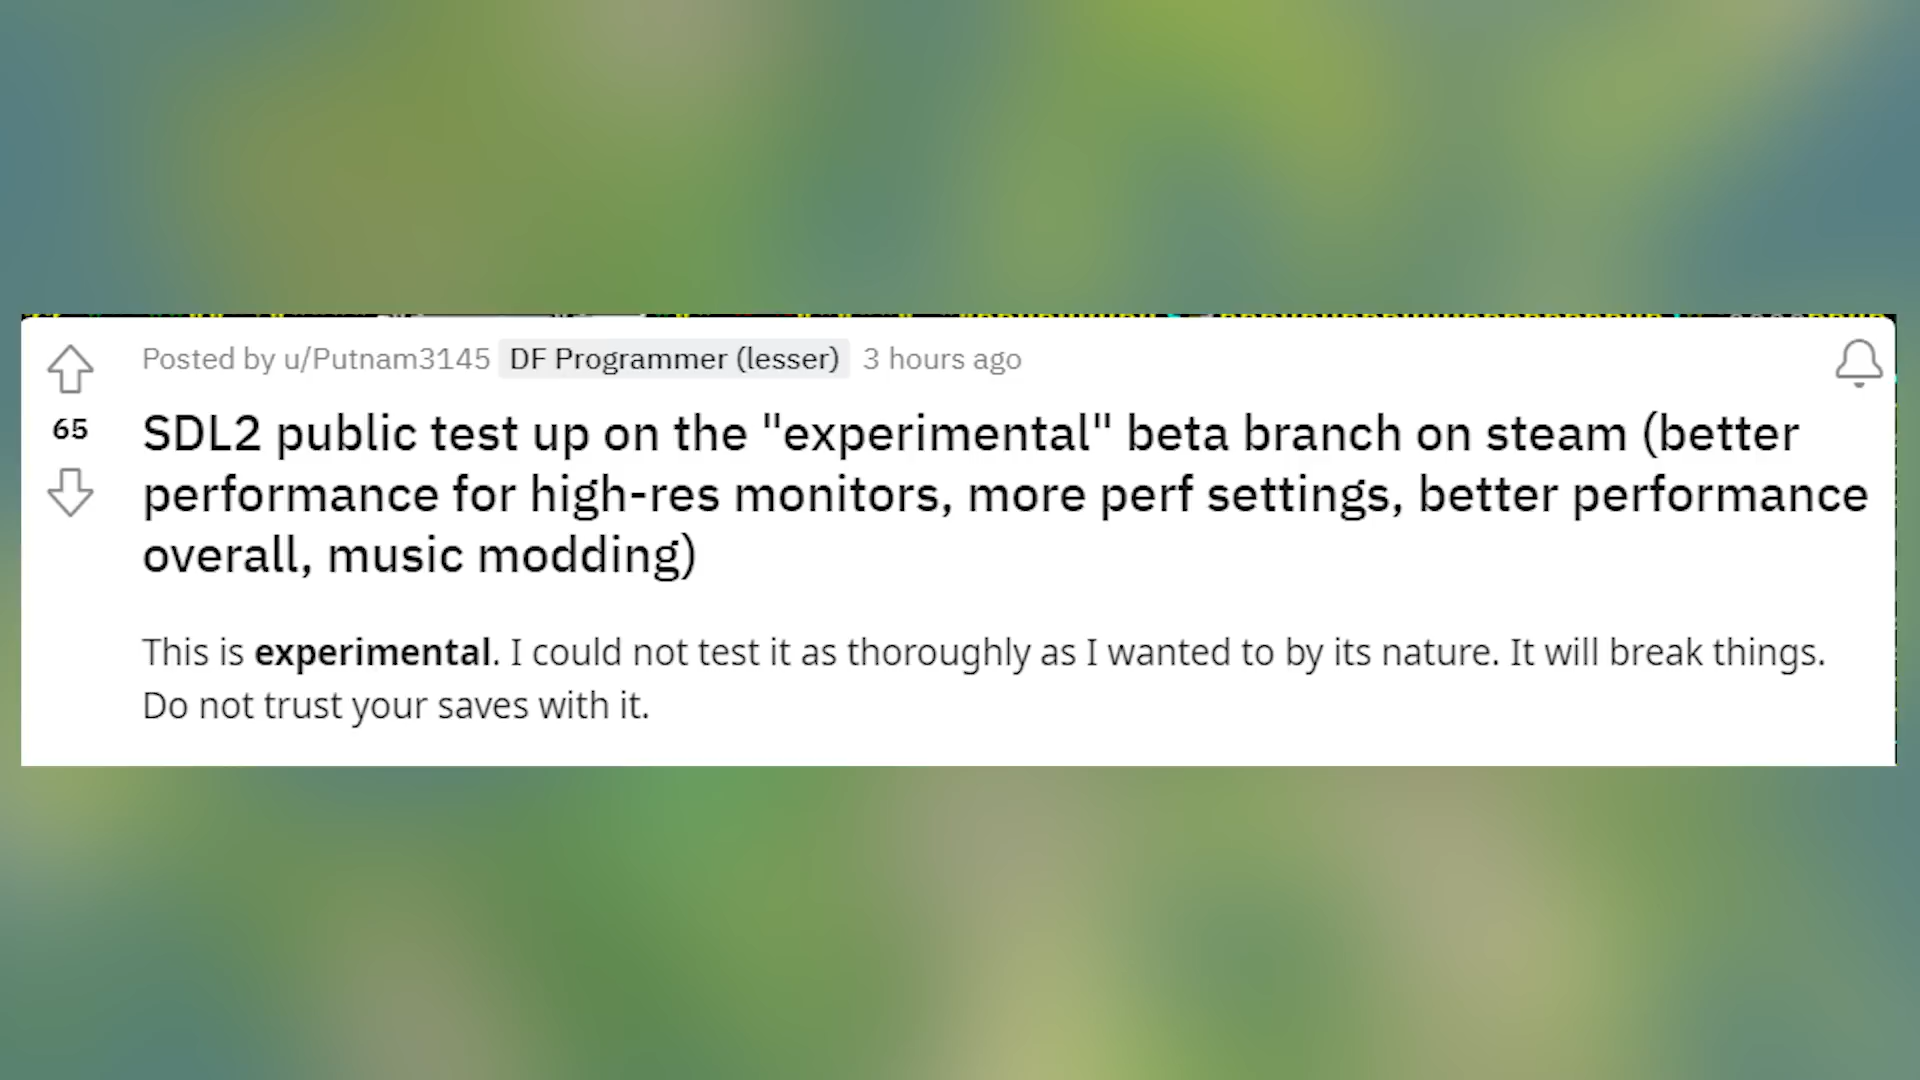 Posted by u/Putnam3145 DF Programmer (lesser) 3 hours ago
65
SDL2 public test up on the "experimental" beta branch on steam (better
performance for high-res monitors, more perf settings, better performance
overall, music modding)
This is experimental. I could not test it as thoroughly as I wanted to by its nature. It will break things.
Do not trust your saves with it.